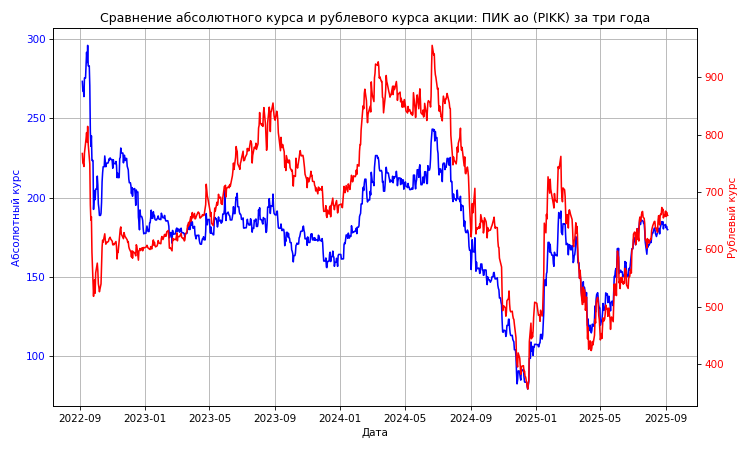 Сравнение абсолютного курса и рублевого курса акции: ПИК ао (PIKK) за три года
300
250
200
150
100
Абсолютный курс
900
800
700
600
500
400
Рублевый курс
2022-09 2023-01 2023-05 2023-09 2024-01 2024-05 2024-09 2025-01 2025-05 2025-09
Дата